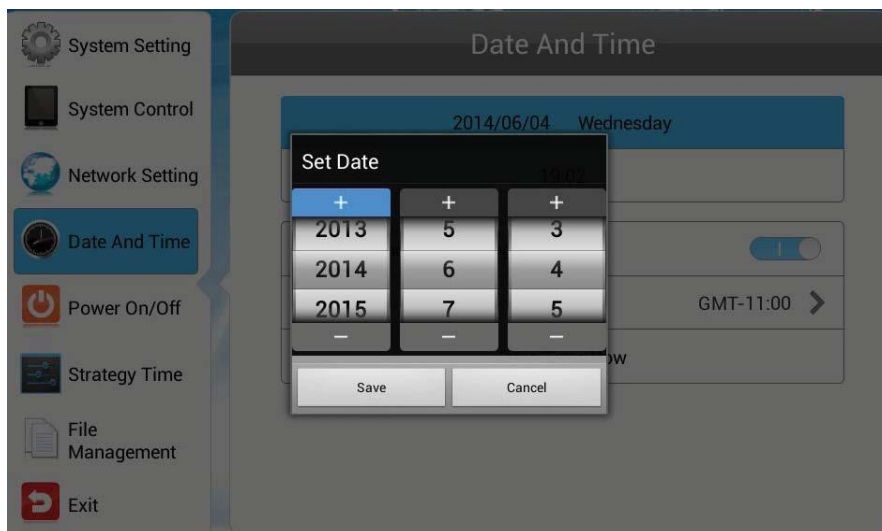 System Setting
System Control
Network Setting
Date And Time
Power On/Off
Strategy Time
File
Management
Exit
Date And Time
2014/06/04 Wednesday
19:02
GMT-11:00
Set Date
+ + +
2013 5 3
2014 6 4
2015 7 5
— — —
Save Cancel